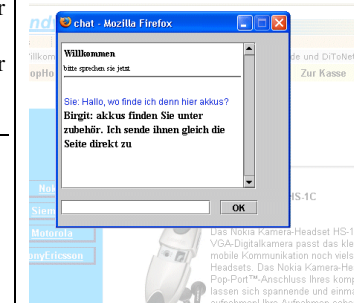 r
r
chat - Mozilla Firefox
Willkommen
bitte sprechen sie jetzt
Sie: Hallo, wo finde ich denn hier akkus?
Birgit: akkus finden Sie unter
zubehör. Ich sende ihnen gleich die
Seite direkt zu
OK
de und DiToNet
Zur Kasse
Nok
Siem
Motorola
onyEricsson
HS-1C
Das Nokia Kamera-Headset HS-1
VGA-Digitalkamera passt das kle
mobile Kommunikation noch viels
Headsets. Das Nokia Kamera-He
Pop-Port™-Anschluss Ihres komp
lassen sich spannende und einma